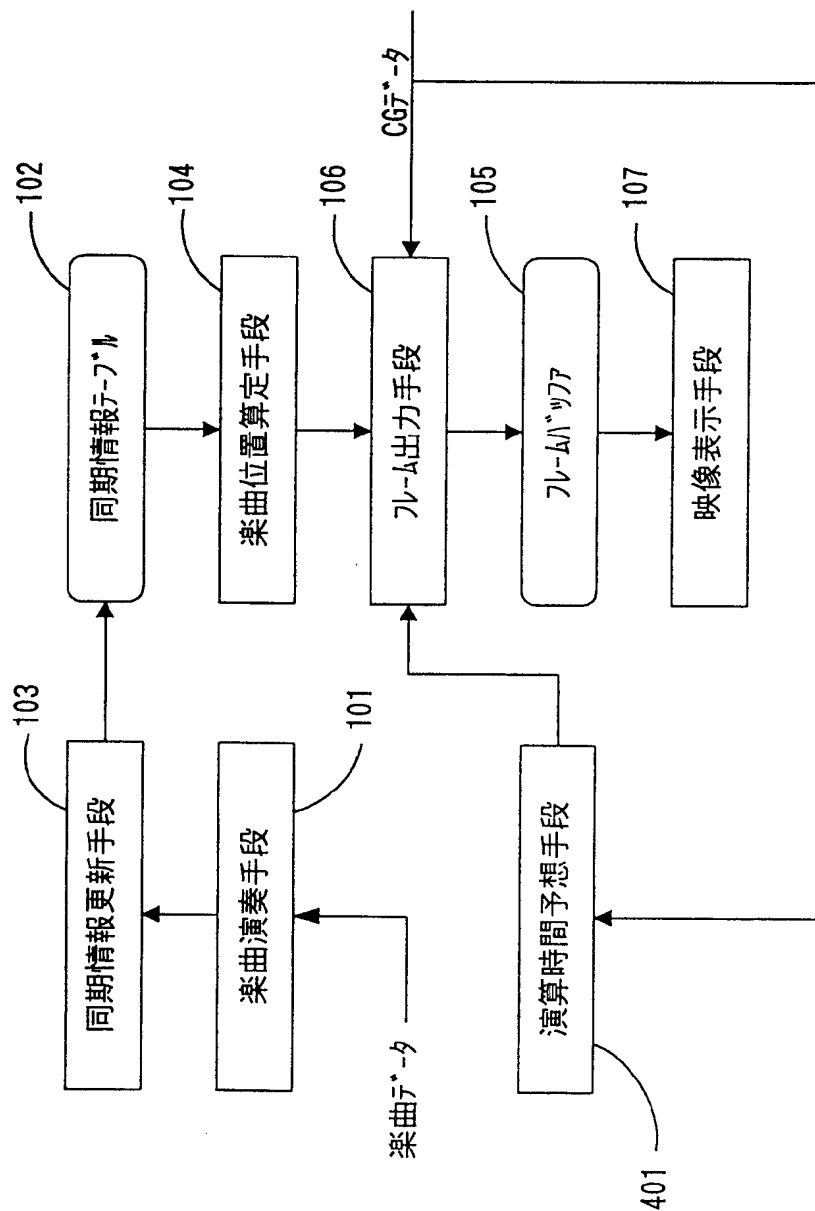 103
同期情報更新手段
102
同期情報ﾃｰﾌﾞﾙ
101
楽曲演奏手段
104
楽曲位置算定手段
楽曲ﾃﾞｰﾀ
106
ﾌﾚｰﾑ出力手段
CGﾃﾞｰﾀ
401
演算時間予想手段
105
ﾌﾚｰﾑﾊﾞｯﾌｧ
107
映像表示手段